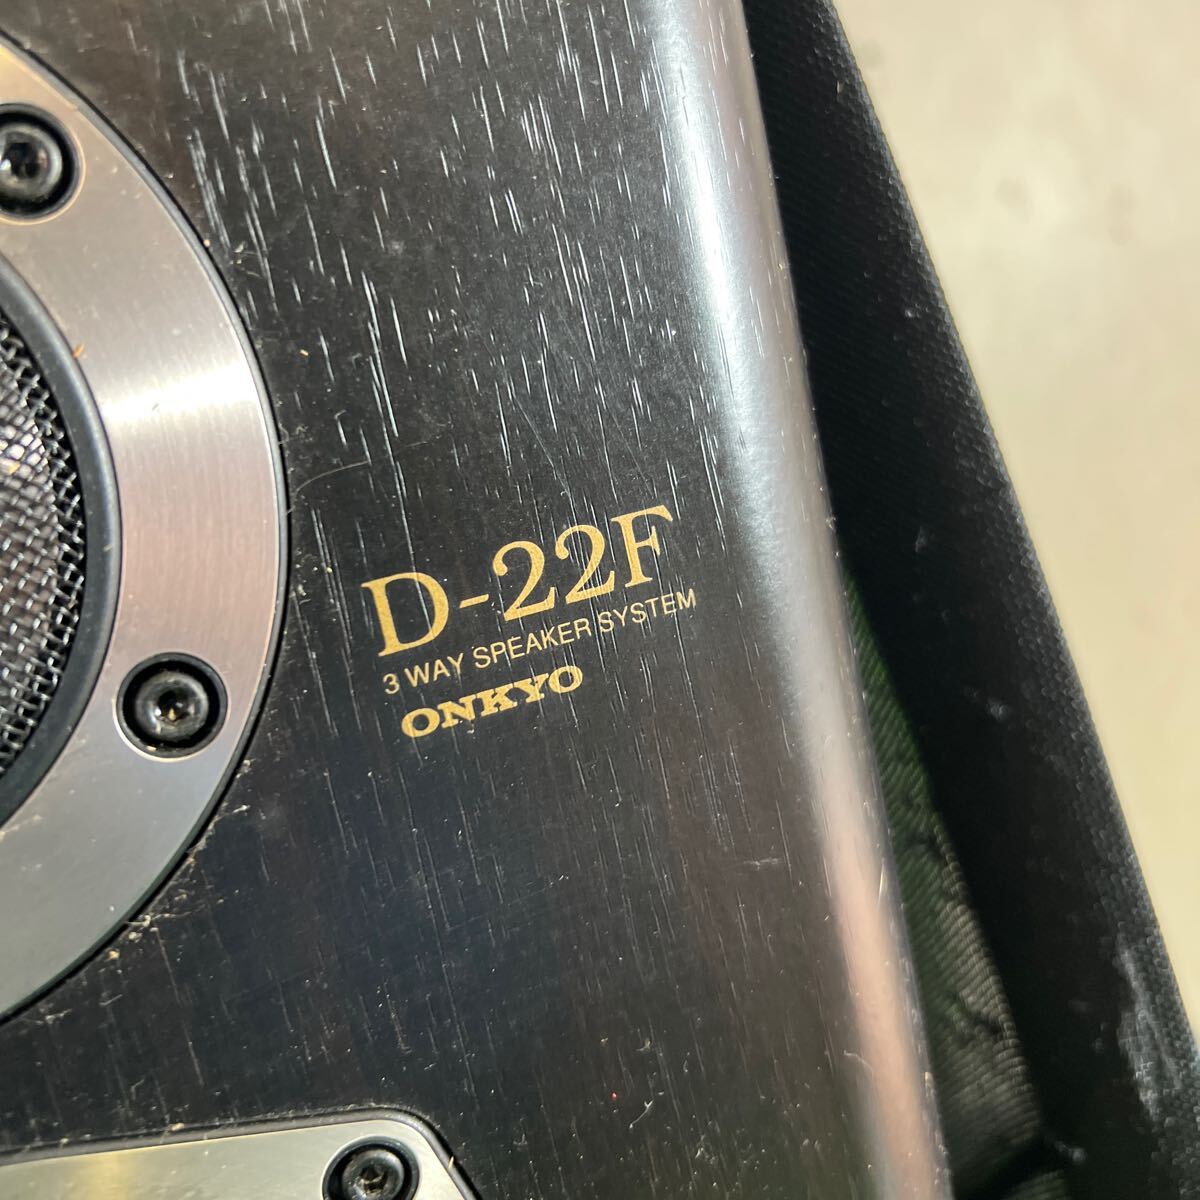 D-22F
3 WAY SPEAKER SYSTEM
ONKYO